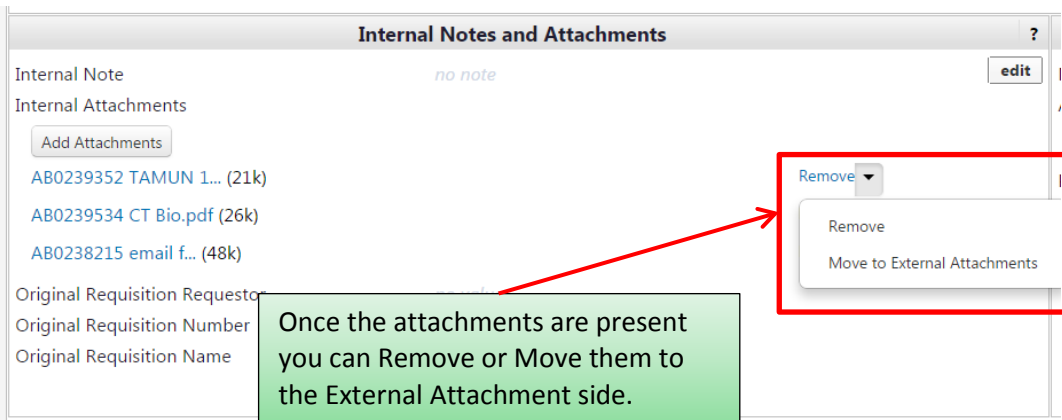 Internal Notes and Attachments ?
Internal Note no note edit
Internal Attachments
Add Attachments
AB0239352 TAMUN 1... (21k) Remove
AB0239534 CT Bio.pdf (26k)
Remove
AB0238215 email f... (48k)
Move to External Attachments
Original Requisition Requestor
Original Requisition Number
Original Requisition Name
Once the attachments are present
you can Remove or Move them to
the External Attachment side.